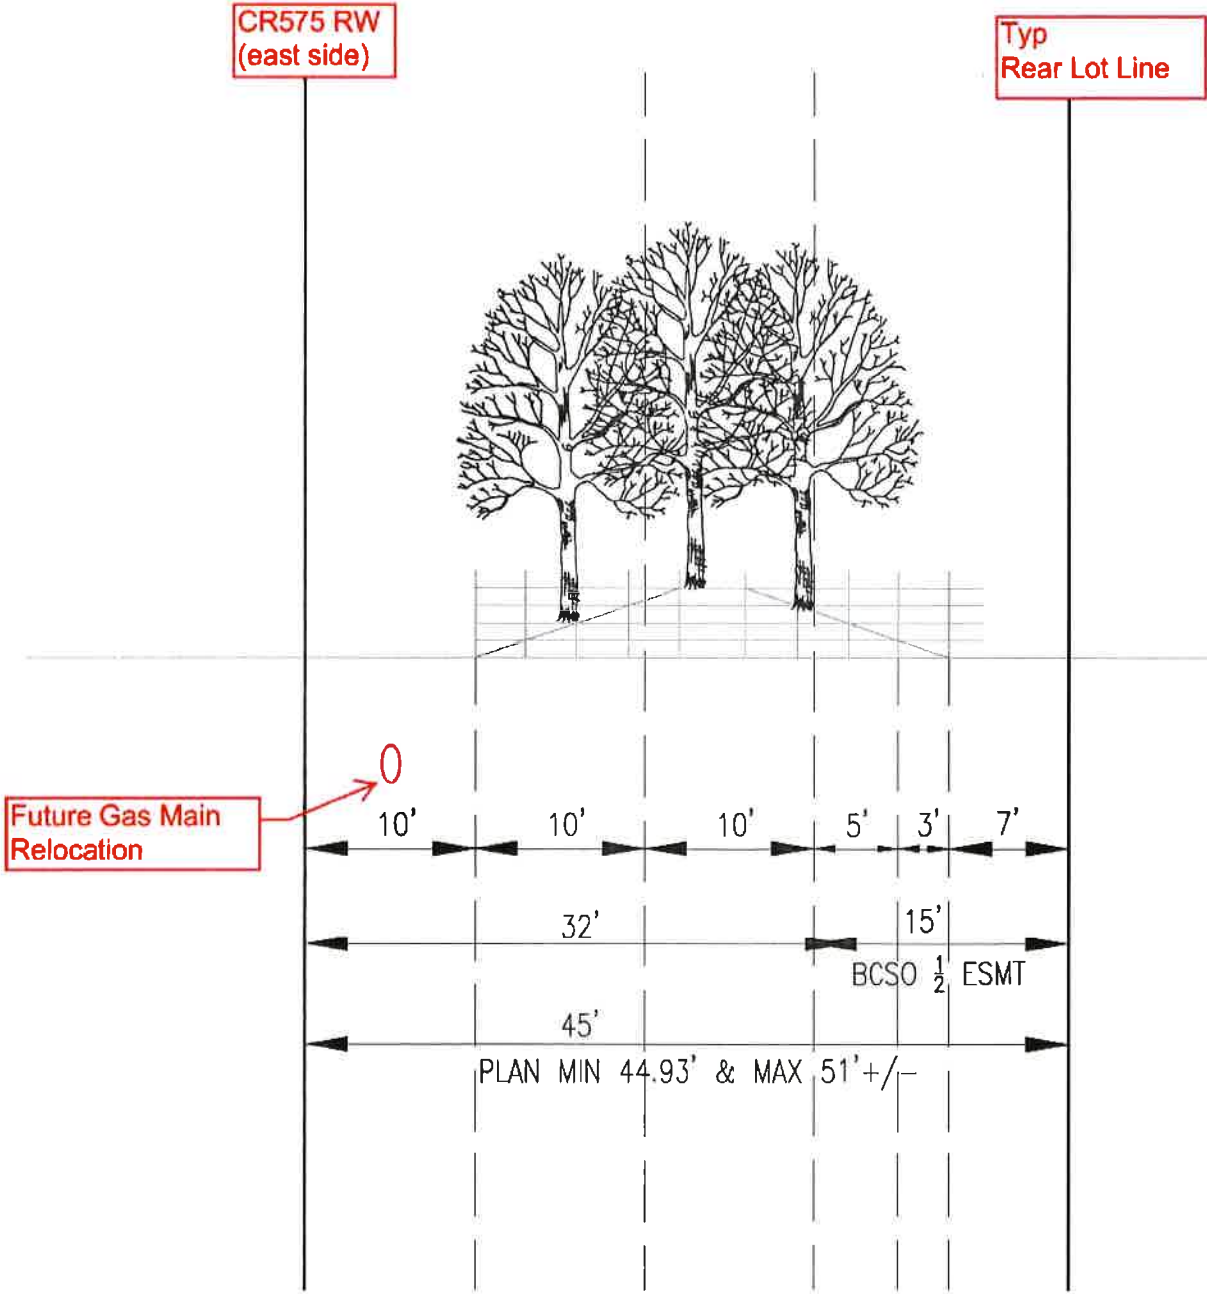 CR575 RW
(east side)
Typ
Rear Lot Line
Future Gas Main
Relocation
10' 10' 10' 5' 3' 7'
32' 15'
BCSO 1/2 ESMT
45'
PLAN MIN 44.93' & MAX 51'+/-